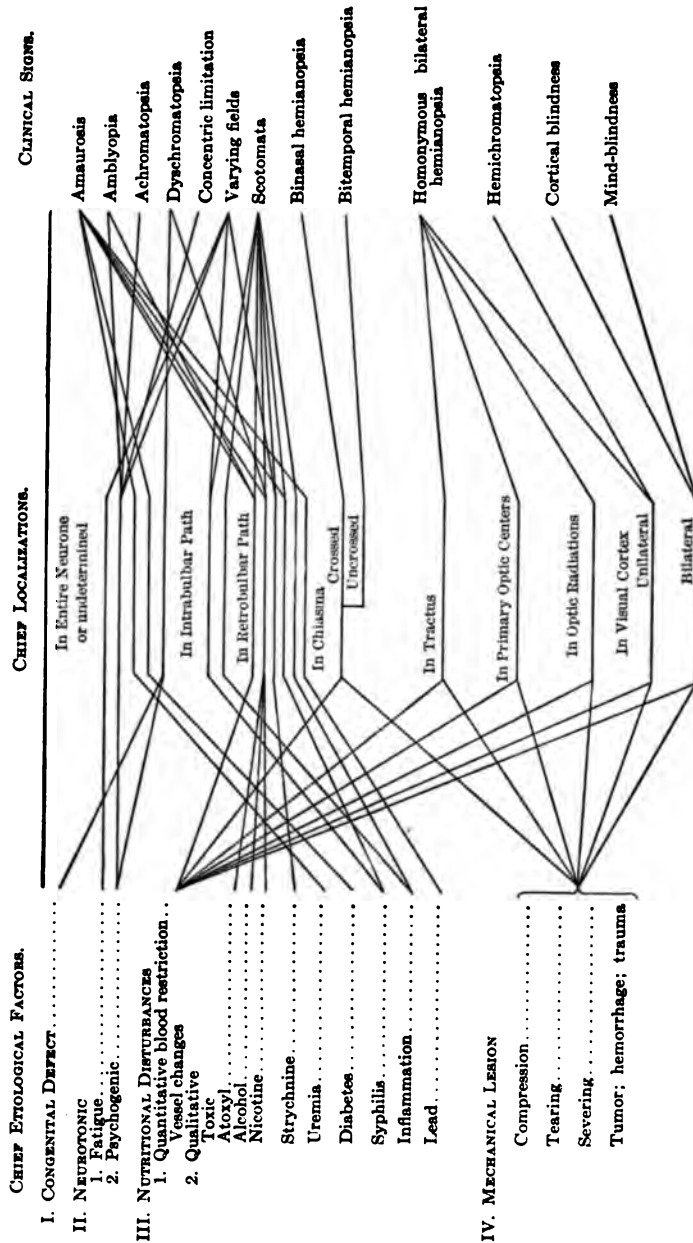 CHIEF ETIOLOGICAL FACTORS.
I. CONGENITAL DEFECT
II. NEUROTONIC
1. Fatigue
2. Psychogenic
III. NUTRITIONAL DISTURBANCES
1. Quantitative blood restriction
Vessel changes
2. Qualitative
Toxic
Atoxyl
Alcohol
Nicotine
Strychnine
Uremia
Diabetes
Syphilis
Inflammation
Lead
IV. MECHANICAL LESION
Compression
Tearing
Severing
Tumor; hemorrhage; trauma
CHIEF LOCALIZATIONS.
In Entire Neurone
or undetermined
In Intrabulbar Path
In Retrobulbar Path
In Chiasma
Crossed
Uncrossed
In Tractus
In Primary Optic Centers
In Optic Radiations
In Visual Cortex
Unilateral
Bilateral
CLINICAL SIGNS.
Amaurosis
Amblyopia
Achromatopsia
Dyschromatopsia
Concentric limitation
Varying fields
Scotomata
Binasal hemianopsia
Bitemporal hemianopsia
Homonymous bilateral
hemianopsia
Hemichromatopsia
Cortical blindness
Mind-blindness